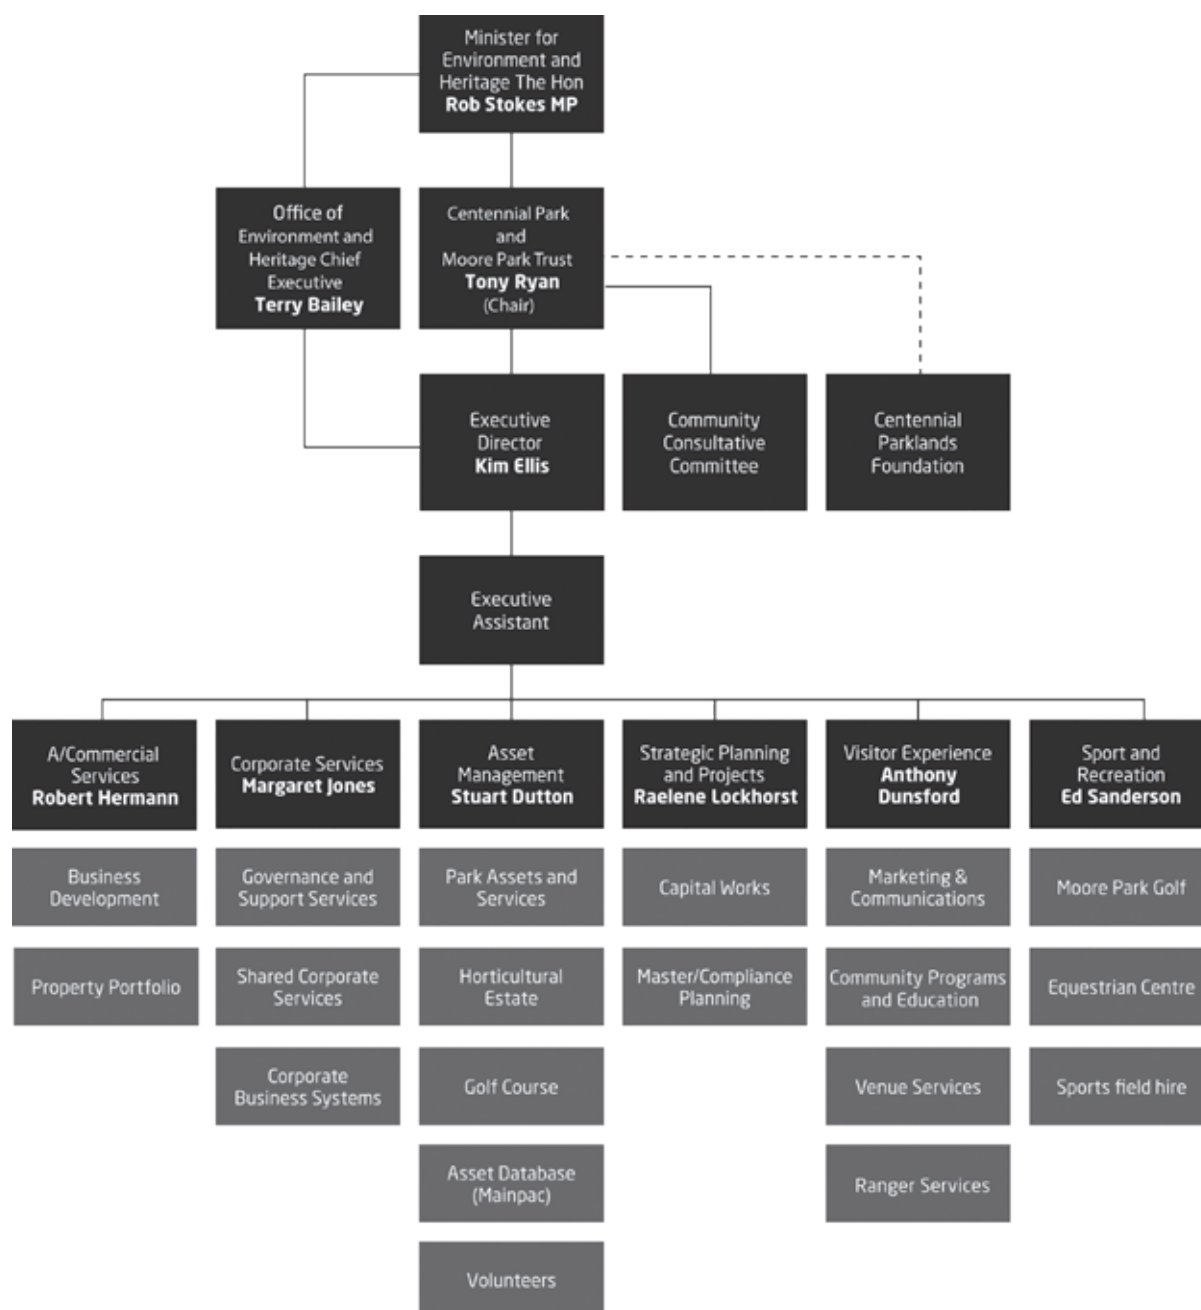 Minister for
Environment and
Heritage The Hon
Rob Stokes MP
Office of
Environment and
Heritage Chief
Executive
Terry Bailey
Centennial Park
and
Moore Park Trust
Tony Ryan
(Chair)
Executive
Director
Kim Ellis
Community
Consultative
Committee
Centennial
Parklands
Foundation
Executive
Assistant
A/Commercial
Services
Robert Hermann
Corporate Services
Margaret Jones
Asset
Management
Stuart Dutton
Strategic Planning
and Projects
Raelene Lockhorst
Visitor Experience
Anthony
Dunsford
Sport and
Recreation
Ed Sanderson
Business
Development
Governance and
Support Services
Park Assets and
Services
Capital Works
Marketing &
Communications
Moore Park Golf
Property Portfolio
Shared Corporate
Services
Horticultural
Estate
Master/Compliance
Planning
Community Programs
and Education
Equestrian Centre
Corporate
Business Systems
Golf Course
Venue Services
Sports field hire
Asset Database
(Mainpac)
Ranger Services
Volunteers